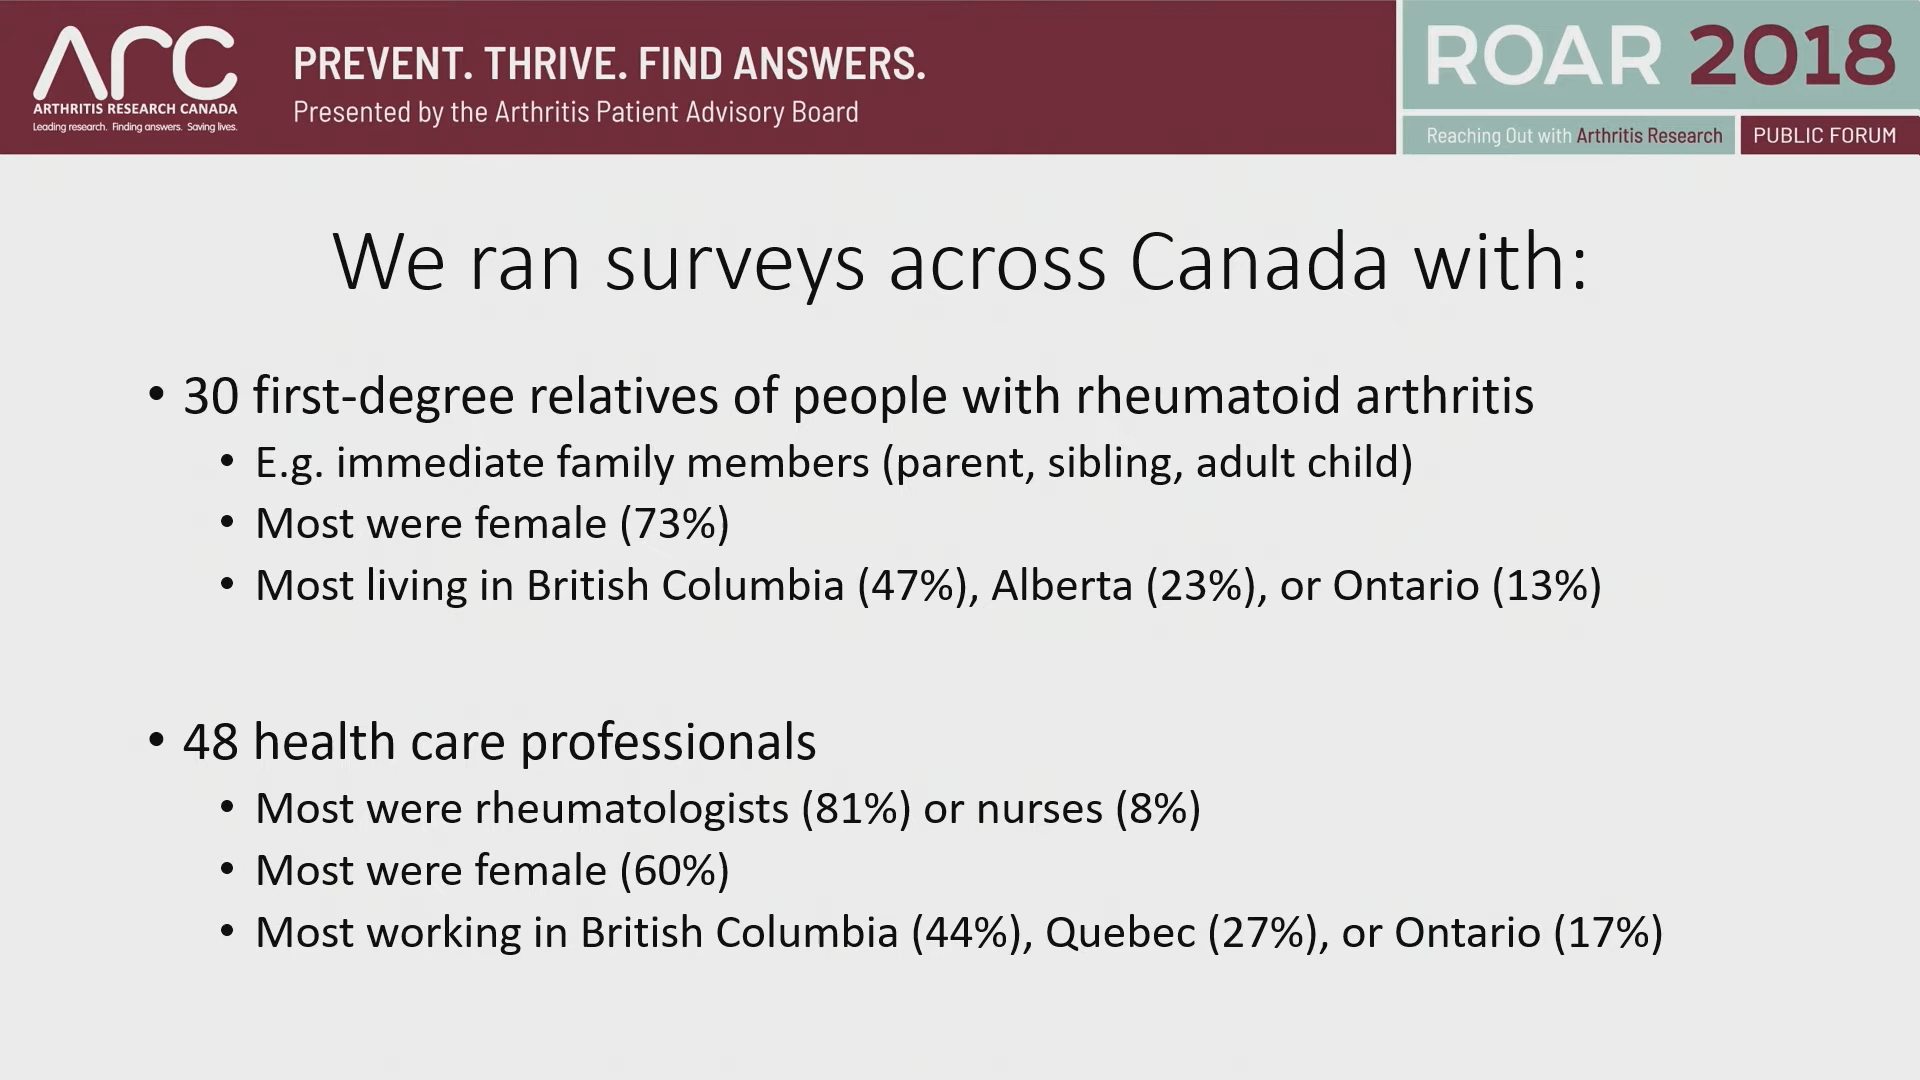 ARC
ARTHRITIS RESEARCH CANADA
Leading research. Finding answers. Saving lives.
PREVENT. THRIVE. FIND ANSWERS.
Presented by the Arthritis Patient Advisory Board
ROAR 2018
Reaching Out with Arthritis Research
PUBLIC FORUM
We ran surveys across Canada with:
• 30 first-degree relatives of people with rheumatoid arthritis
• E.g. immediate family members (parent, sibling, adult child)
• Most were female (73%)
• Most living in British Columbia (47%), Alberta (23%), or Ontario (13%)
• 48 health care professionals
• Most were rheumatologists (81%) or nurses (8%)
• Most were female (60%)
• Most working in British Columbia (44%), Quebec (27%), or Ontario (17%)